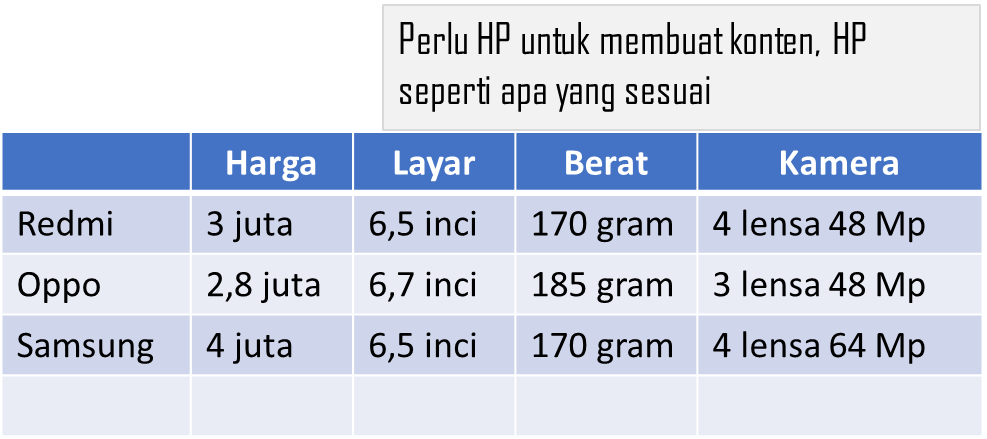 Perlu HP untuk membuat konten, HP
seperti apa yang sesuai
Harga Layar Berat Kamera
Redmi 3 juta 6,5 inci 170 gram 4 lensa 48 Mp
Oppo 2,8 juta 6,7 inci 185 gram 3 lensa 48 Mp
Samsung 4 juta 6,5 inci 170 gram 4 lensa 64 Mp